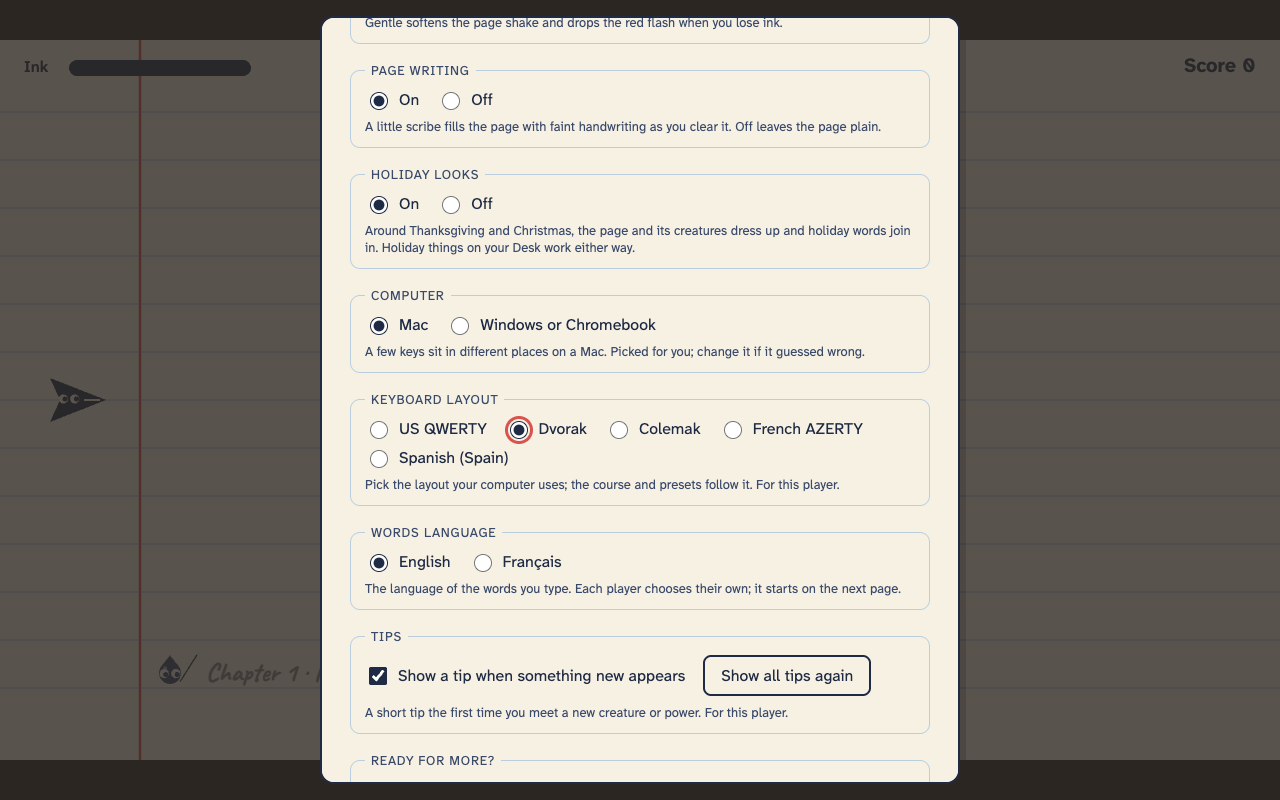 Gentle softens the page shake and drops the red flash when you lose ink.
Ink
Score 0
PAGE WRITING
On Off
A little scribe fills the page with faint handwriting as you clear it. Off leaves the page plain.
HOLIDAY LOOKS
On Off
Around Thanksgiving and Christmas, the page and its creatures dress up and holiday words join
in. Holiday things on your Desk work either way.
COMPUTER
Mac Windows or Chromebook
A few keys sit in different places on a Mac. Picked for you; change it if it guessed wrong.
KEYBOARD LAYOUT
US QWERTY Dvorak Colemak French AZERTY
Spanish (Spain)
Pick the layout your computer uses; the course and presets follow it. For this player.
WORDS LANGUAGE
English Français
The language of the words you type. Each player chooses their own; it starts on the next page.
TIPS
Show a tip when something new appears Show all tips again
A short tip the first time you meet a new creature or power. For this player.
Chapter 1 ·
READY FOR MORE?